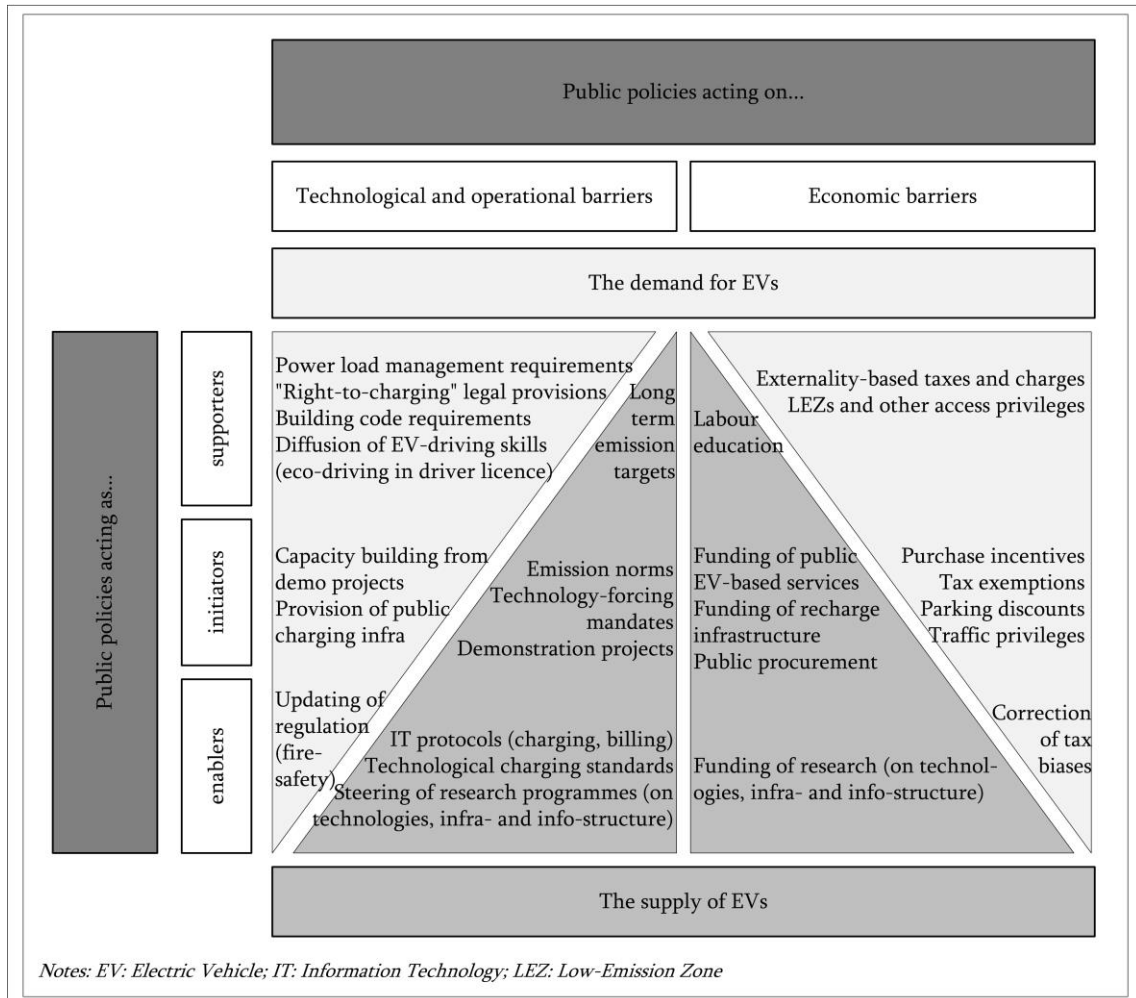 Public policies acting on...
Technological and operational barriers
Economic barriers
The demand for EVs
Public policies acting as...
supporters
Power load management requirements
"Right-to-charging" legal provisions
Building code requirements
Diffusion of EV-driving skills
(eco-driving in driver licence)
Long
term
emission
targets
Labour
education
Externality-based taxes and charges
LEZs and other access privileges
initiators
Capacity building from
demo projects
Provision of public
charging infra
Emission norms
Technology-forcing
mandates
Demonstration projects
Funding of public
EV-based services
Funding of recharge
infrastructure
Public procurement
Purchase incentives
Tax exemptions
Parking discounts
Traffic privileges
enablers
Updating of
regulation
(fire-
safety)
IT protocols (charging, billing)
Technological charging standards
Steering of research programmes (on
technologies, infra- and info-structure)
Funding of research (on technol-
ogies, infra- and info-structure)
Correction
of tax
biases
The supply of EVs
Notes: EV: Electric Vehicle; IT: Information Technology; LEZ: Low-Emission Zone